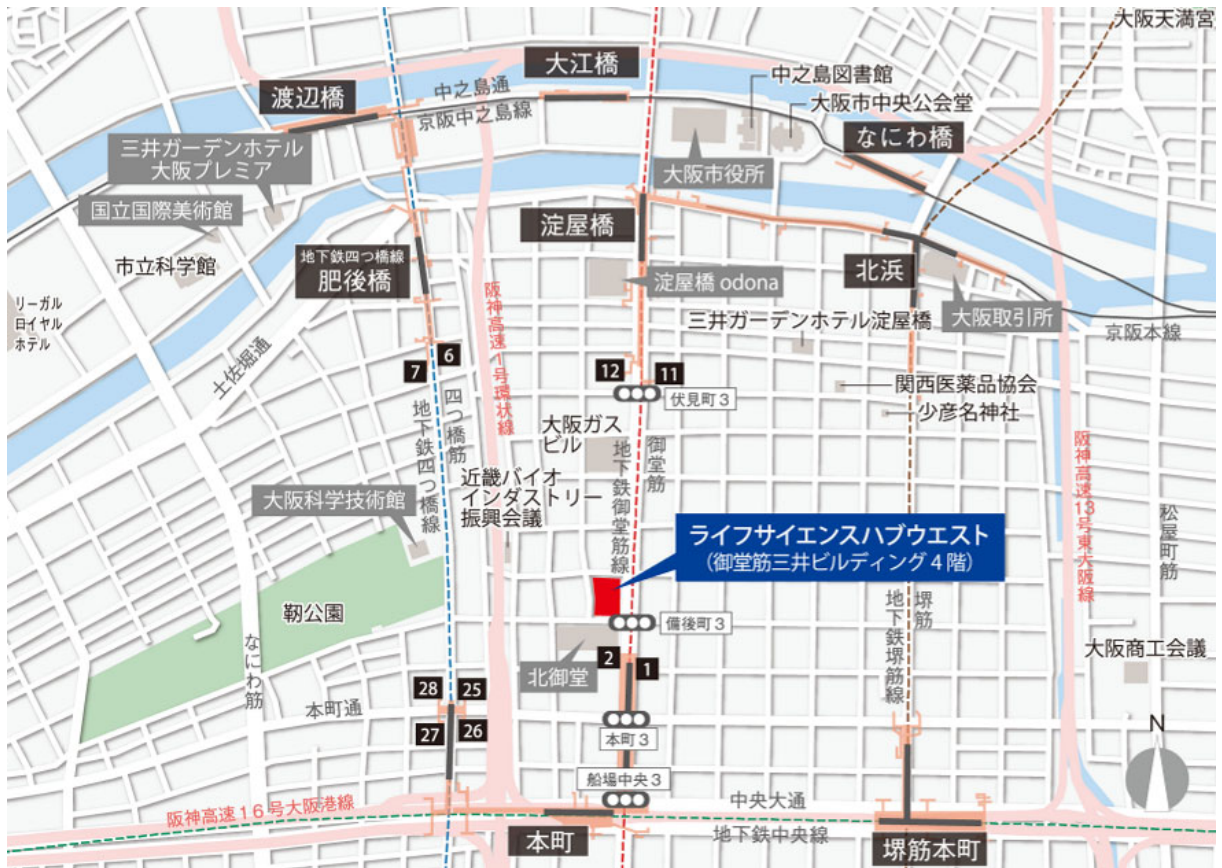 大阪天満宮
大江橋
中之島図書館
渡辺橋
中之島通
京阪中之島線
大阪市中央公会堂
なにわ橋
三井ガーデンホテル
大阪プレミア
大阪市役所
国立国際美術館
淀屋橋
地下鉄四つ橋線
肥後橋
市立科学館
北浜
淀屋橋 odona
大阪取引所
リーガル
ロイヤル
ホテル
阪神高速1号環状線
三井ガーデンホテル淀屋橋
京阪本線
土佐堀通
6
7
12
11
伏見町3
関西医薬品協会
少彦名神社
四つ橋筋
地下鉄四つ橋線
大阪ガス
ビル
御堂筋
地下鉄御堂筋線
阪神高速13号東大阪線
近畿バイオ
インダストリー
振興会議
大阪科学技術館
松屋町筋
ライフサイエンスハブウエスト
(御堂筋三井ビルディング4階)
靭公園
備後町3
堺筋
地下鉄堺筋線
なにわ筋
北御堂
2
1
大阪商工会議
28
25
本町通
27
26
本町3
N
船場中央3
阪神高速16号大阪港線
中央大通
地下鉄中央線
本町
堺筋本町